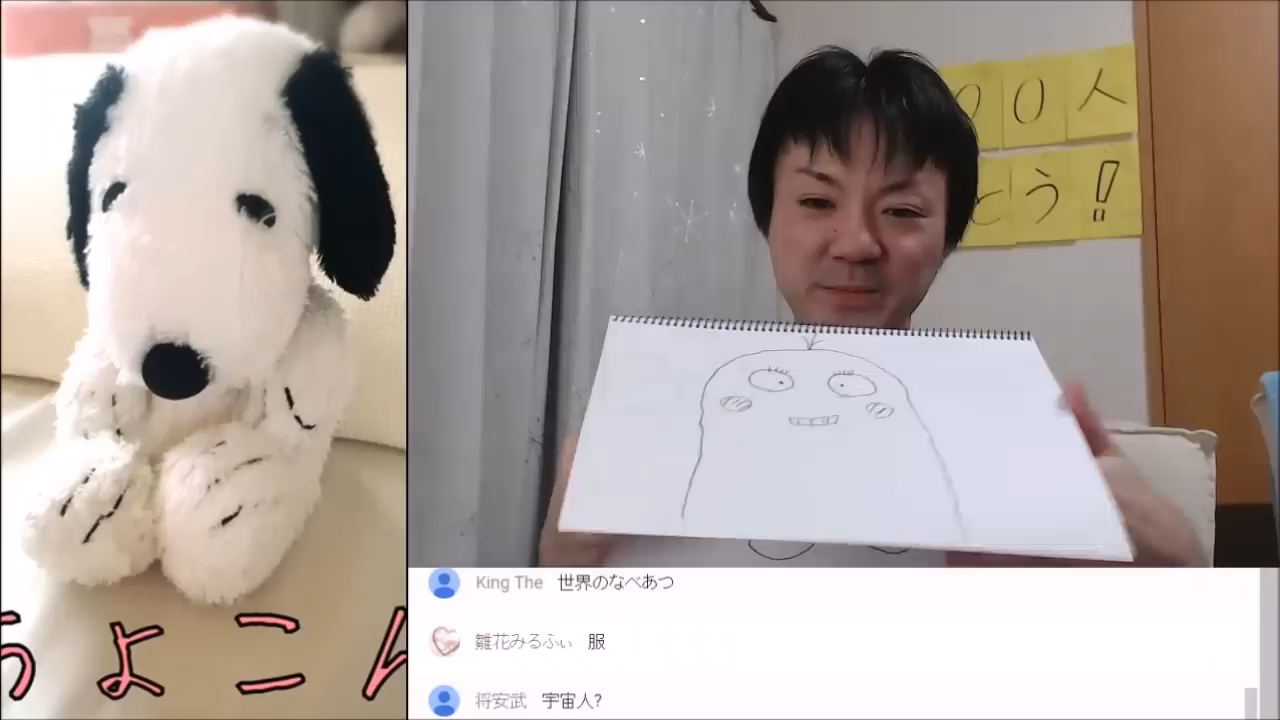 00人
とう!
ちょこん
King The 世界のなべあつ
雛花みるふぃ 服
将安武 宇宙人?